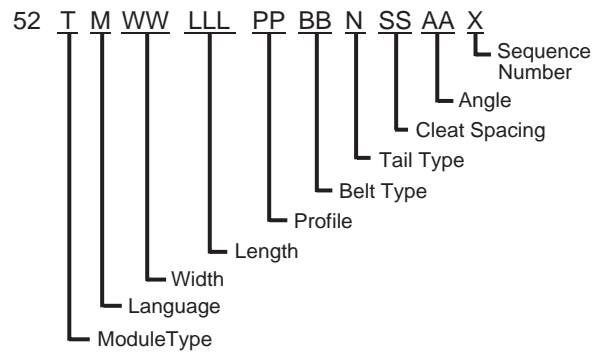 52 T M WW LLL PP BB N SS AA X
Sequence
Number
Angle
Cleat Spacing
Tail Type
Belt Type
Profile
Length
Width
Language
ModuleType